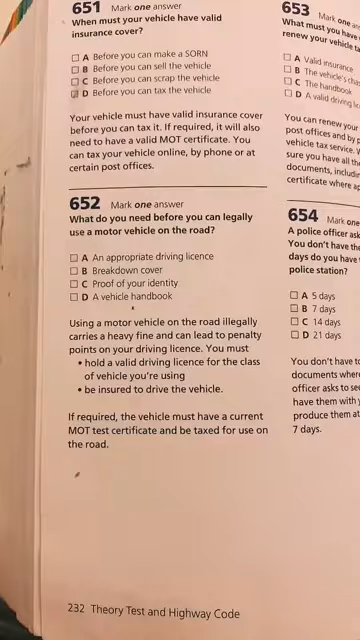 651 Mark one answer
When must your vehicle have valid
insurance cover?
A Before you can make a SORN
B Before you can sell the vehicle
C Before you can scrap the vehicle
D Before you can tax the vehicle
Your vehicle must have valid insurance cover
before you can tax it. If required, it will also
need to have a valid MOT certificate. You
can tax your vehicle online, by phone or at
certain post offices.
652 Mark one answer
What do you need before you can legally
use a motor vehicle on the road?
A An appropriate driving licence
B Breakdown cover
C Proof of your identity
D A vehicle handbook
Using a motor vehicle on the road illegally
carries a heavy fine and can lead to penalty
points on your driving licence. You must
• hold a valid driving licence for the class
of vehicle you're using
• be insured to drive the vehicle.
If required, the vehicle must have a current
MOT test certificate and be taxed for use on
the road.
232 Theory Test and Highway Code
653 Mark one
What must you have
renew your vehicle
A Valid insurance
B The vehicle's
C The handbook
D A valid driving
You can renew your
post offices and by
vehicle tax service.
sure you have all the
documents,
certificate where
654 Mark one
A police officer
You don't have the
days do you have
police station?
A 5 days
B 7 days
C 14 days
D 21 days
You don't have to
documents
officer asks to
have them with
produce them at
7 days.